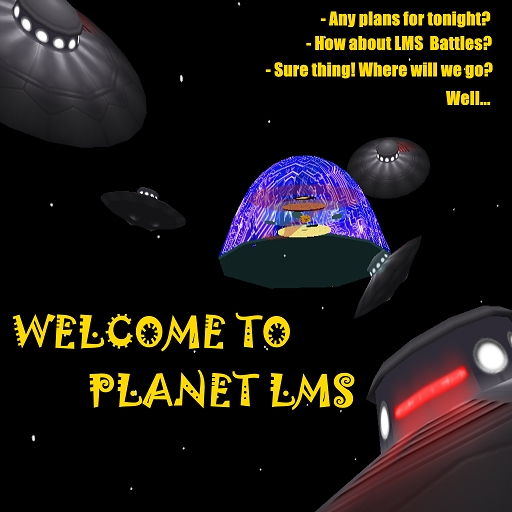 - Any plans for tonight?
- How about LMS Battles?
- Sure thing! Where will we go?
Well...
WELCOME TO
PLANET LMS